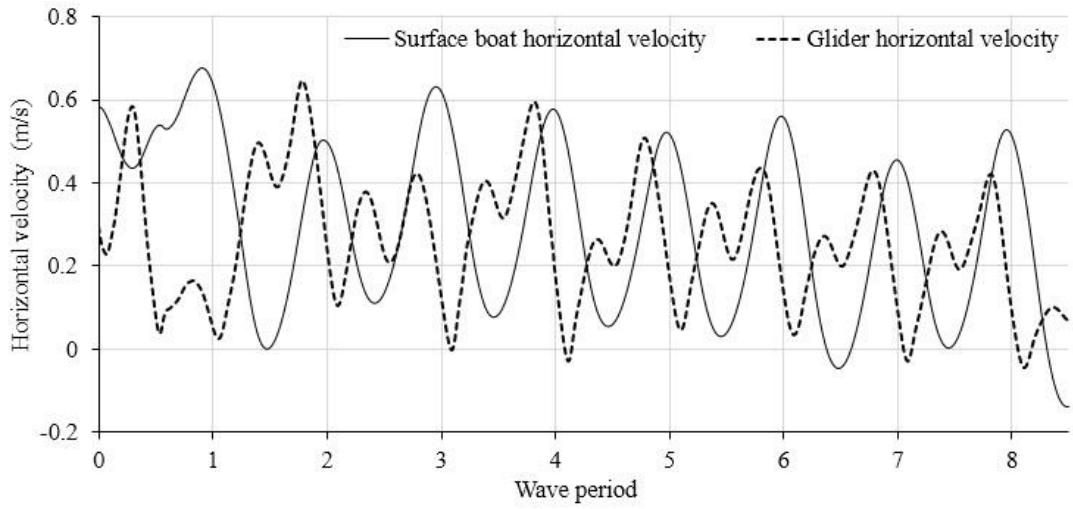 0.8
Surface boat horizontal velocity
Glider horizontal velocity
0.6
0.4
0.2
0
-0.2
Horizontal velocity (m/s)
0 1 2 3 4 5 6 7 8
Wave period